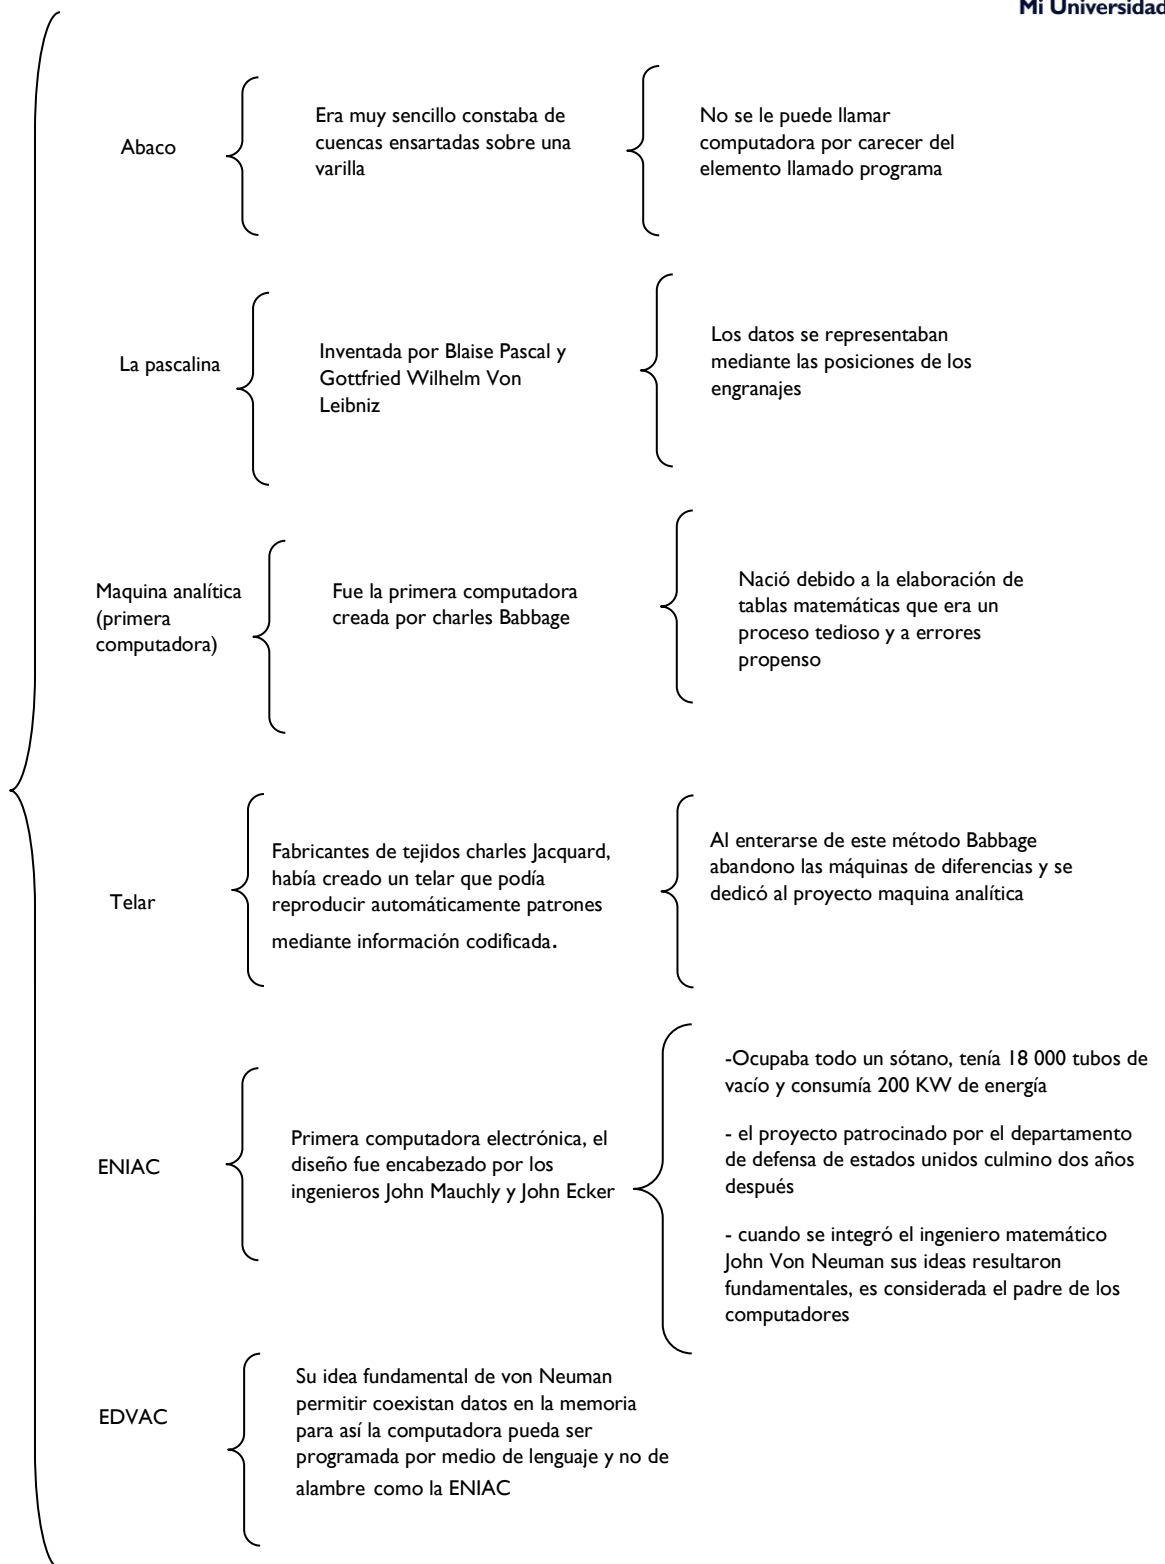 Mi Universidad
Abaco
Era muy sencillo constaba de
cuencas ensartadas sobre una
varilla
No se le puede llamar
computadora por carecer del
elemento llamado programa
La pascalina
Inventada por Blaise Pascal y
Gottfried Wilhelm Von
Leibniz
Los datos se representaban
mediante las posiciones de los
engranajes
Maquina analítica
(primera
computadora)
Fue la primera computadora
creada por charles Babbage
Nació debido a la elaboración de
tablas matemáticas que era un
proceso tedioso y a errores
propenso
Telar
Fabricantes de tejidos charles Jacquard,
había creado un telar que podía
reproducir automáticamente patrones
mediante información codificada.
Al enterarse de este método Babbage
abandono las máquinas de diferencias y se
dedicó al proyecto maquina analítica
ENIAC
Primera computadora electrónica, el
diseño fue encabezado por los
ingenieros John Mauchly y John Ecker
-Ocupaba todo un sótano, tenía 18 000 tubos de
vacío y consumía 200 KW de energía
- el proyecto patrocinado por el departamento
de defensa de estados unidos culmino dos años
después
- cuando se integró el ingeniero matemático
John Von Neuman sus ideas resultaron
fundamentales, es considerada el padre de los
computadores
EDVAC
Su idea fundamental de von Neuman
permitir coexistan datos en la memoria
para así la computadora pueda ser
programada por medio de lenguaje y no de
alambre como la ENIAC